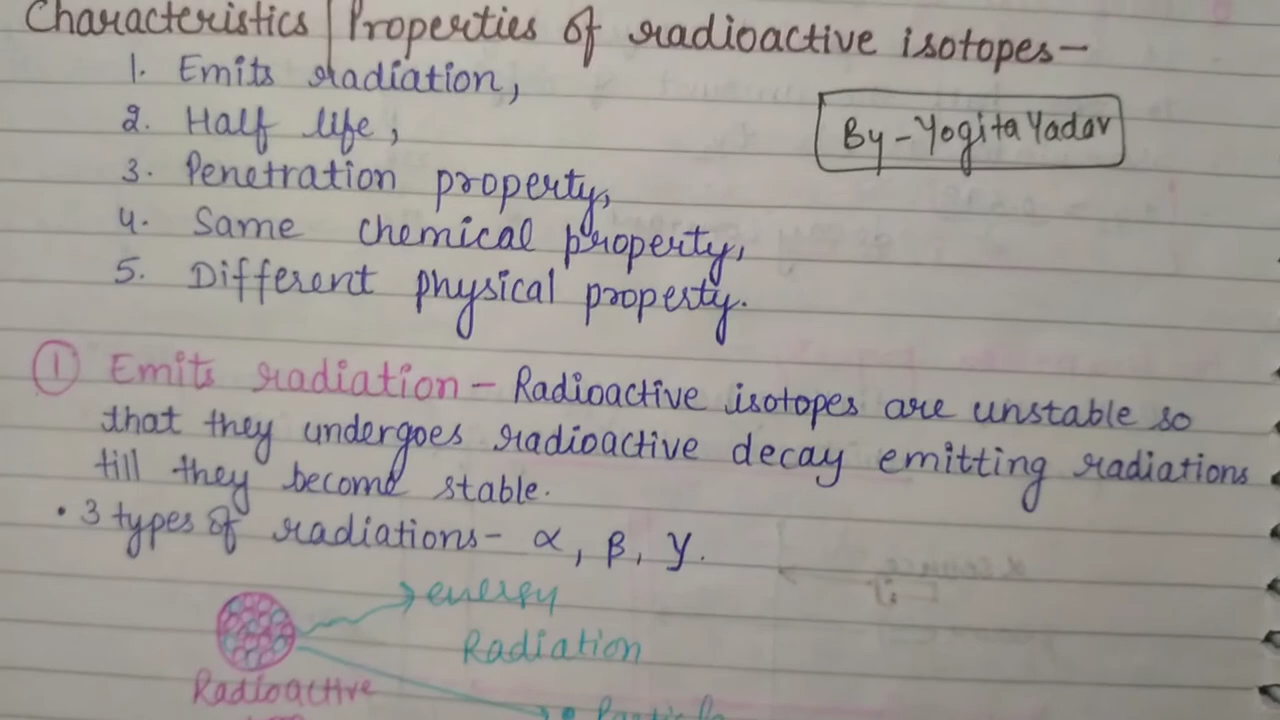 Characteristics | Properties of radioactive isotopes-
1. Emits radiation,
2. Half life,
By - Yogita Yadav
3. Penetration property,
4. Same chemical property,
5. Different physical property.
① Emits radiation - Radioactive isotopes are unstable so
that they undergoes radioactive decay emitting radiations
till they become stable.
• 3 types of radiations - α, β, γ.
energy
Radiation
Radioactive